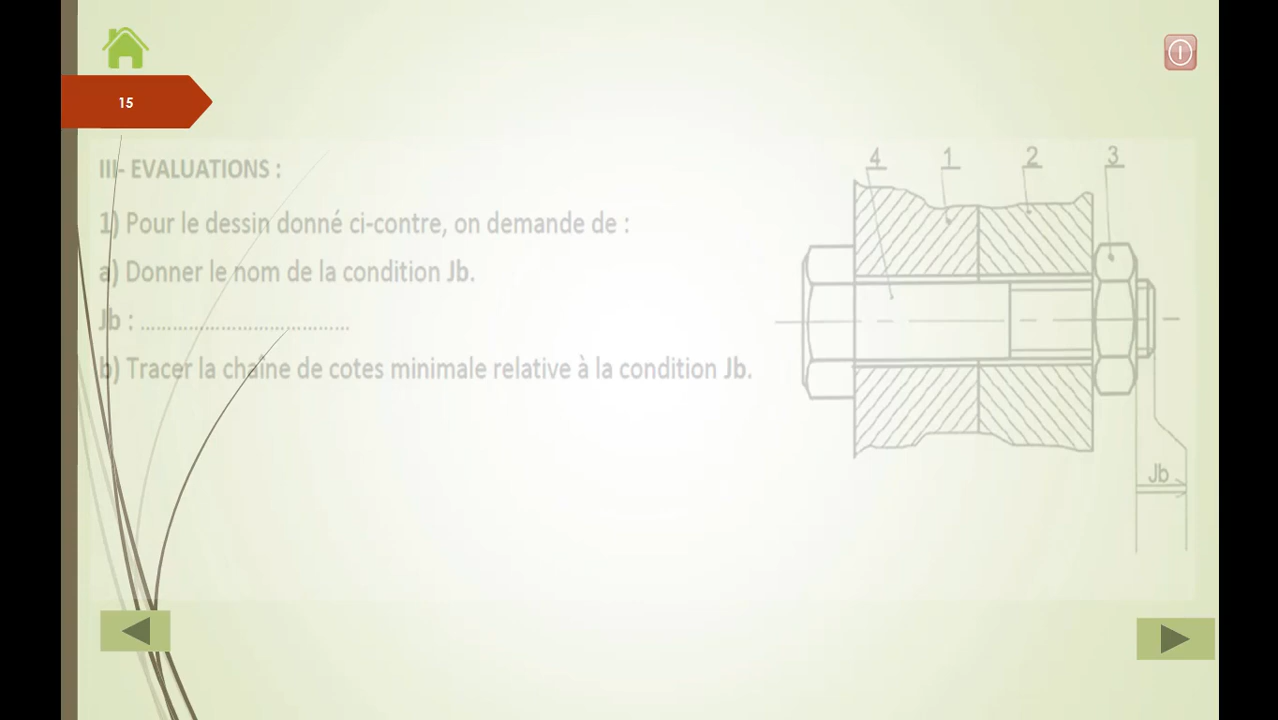 15
III- EVALUATIONS :
1) Pour le dessin donné ci-contre, on demande de :
a) Donner le nom de la condition Jb.
Jb : ......................................
b) Tracer la chaîne de cotes minimale relative à la condition Jb.
4 1 2 3
Jb